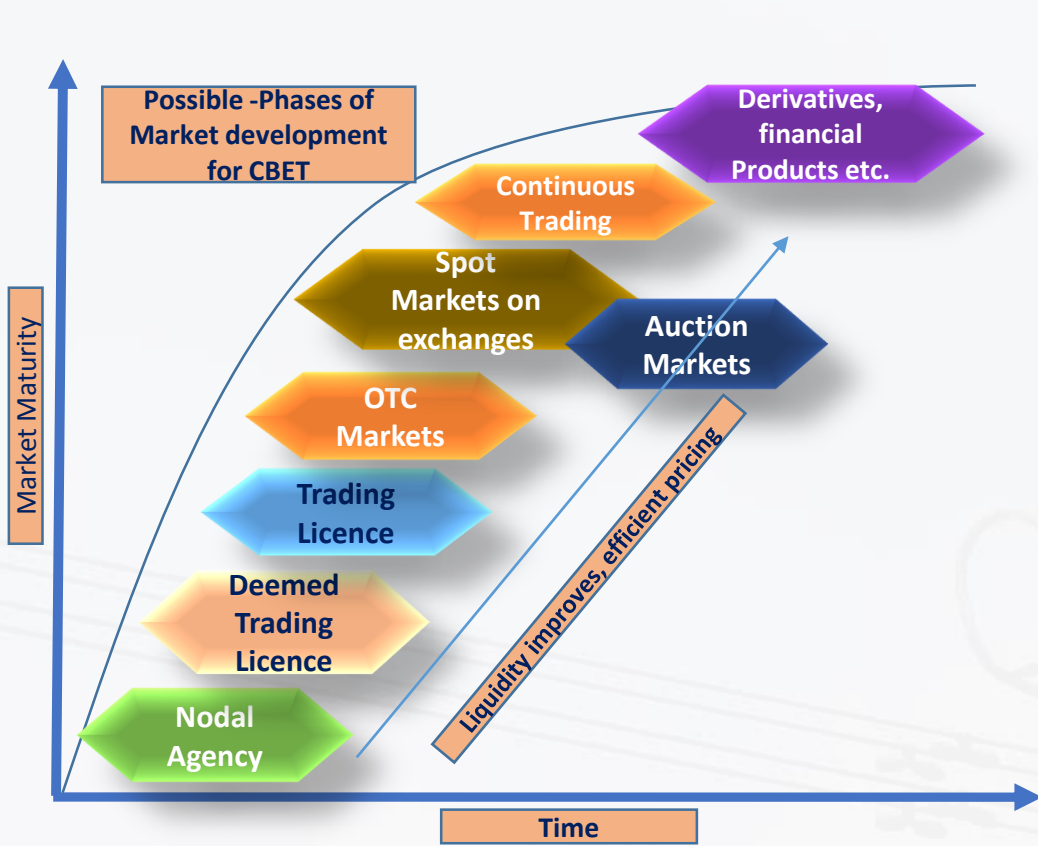 Possible -Phases of
Market development
for CBET
Derivatives,
financial
Products etc.
Continuous
Trading
Spot
Markets on
exchanges
Auction
Markets
OTC
Markets
Trading
Licence
Deemed
Trading
Licence
Nodal
Agency
Market Maturity
Liquidity improves, efficient pricing
Time